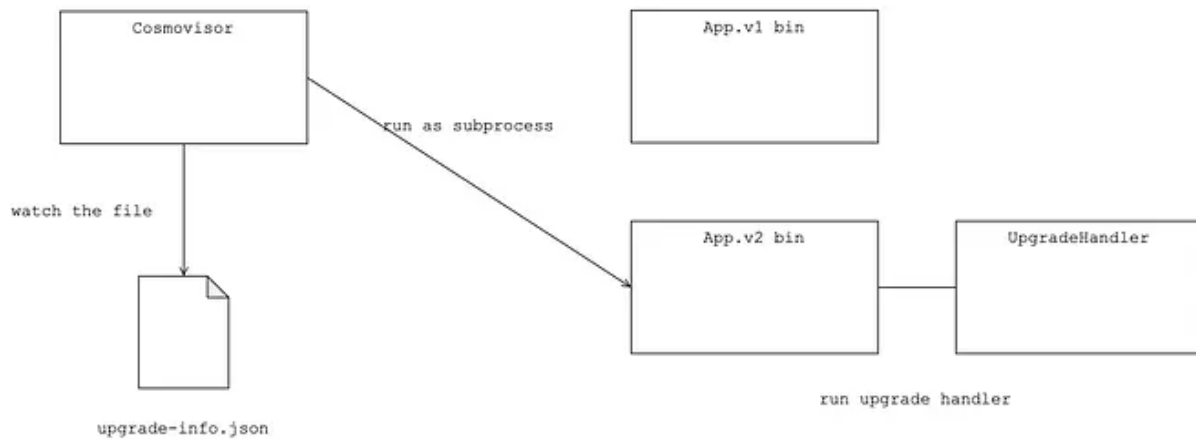 Cosmovisor
App.v1 bin
run as subprocess
watch the file
App.v2 bin
UpgradeHandler
run upgrade handler
upgrade-info.json